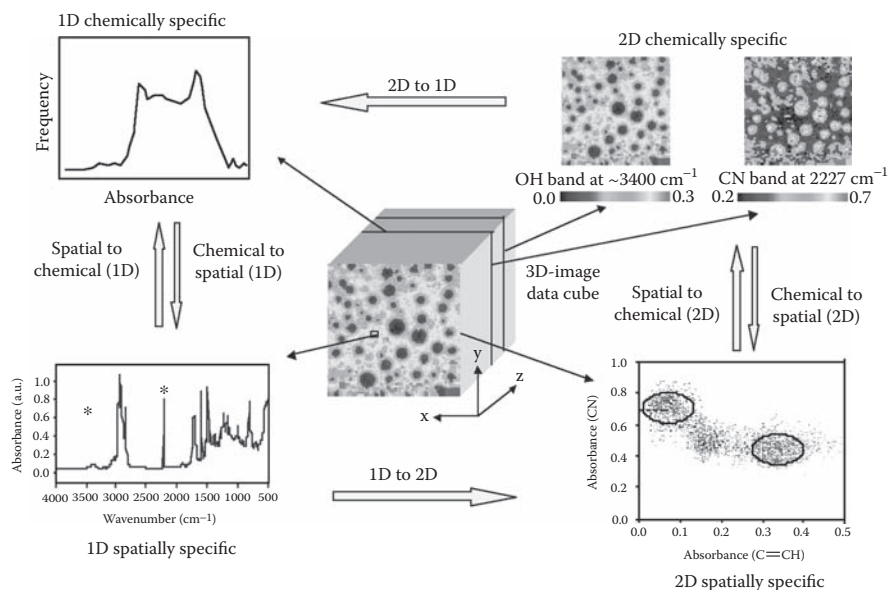 1D chemically specific
Frequency
Absorbance
2D to 1D
2D chemically specific
OH band at ~3400 cm⁻¹
0.0 0.3
CN band at 2227 cm⁻¹
0.2 0.7
Spatial to
chemical (1D)
Chemical to
spatial (1D)
3D-image
data cube
y
z
x
Spatial to
chemical (2D)
Chemical to
spatial (2D)
Absorbance (a.u.)
1.0
0.8
0.6
0.4
0.2
0.0
* *
4000 3500 3000 2500 2000 1500 1000 500
Wavenumber (cm⁻¹)
1D spatially specific
1D to 2D
Absorbance (CN)
1.0
0.8
0.6
0.4
0.2
0.0
0.0 0.1 0.2 0.3 0.4 0.5
Absorbance (C=CH)
2D spatially specific